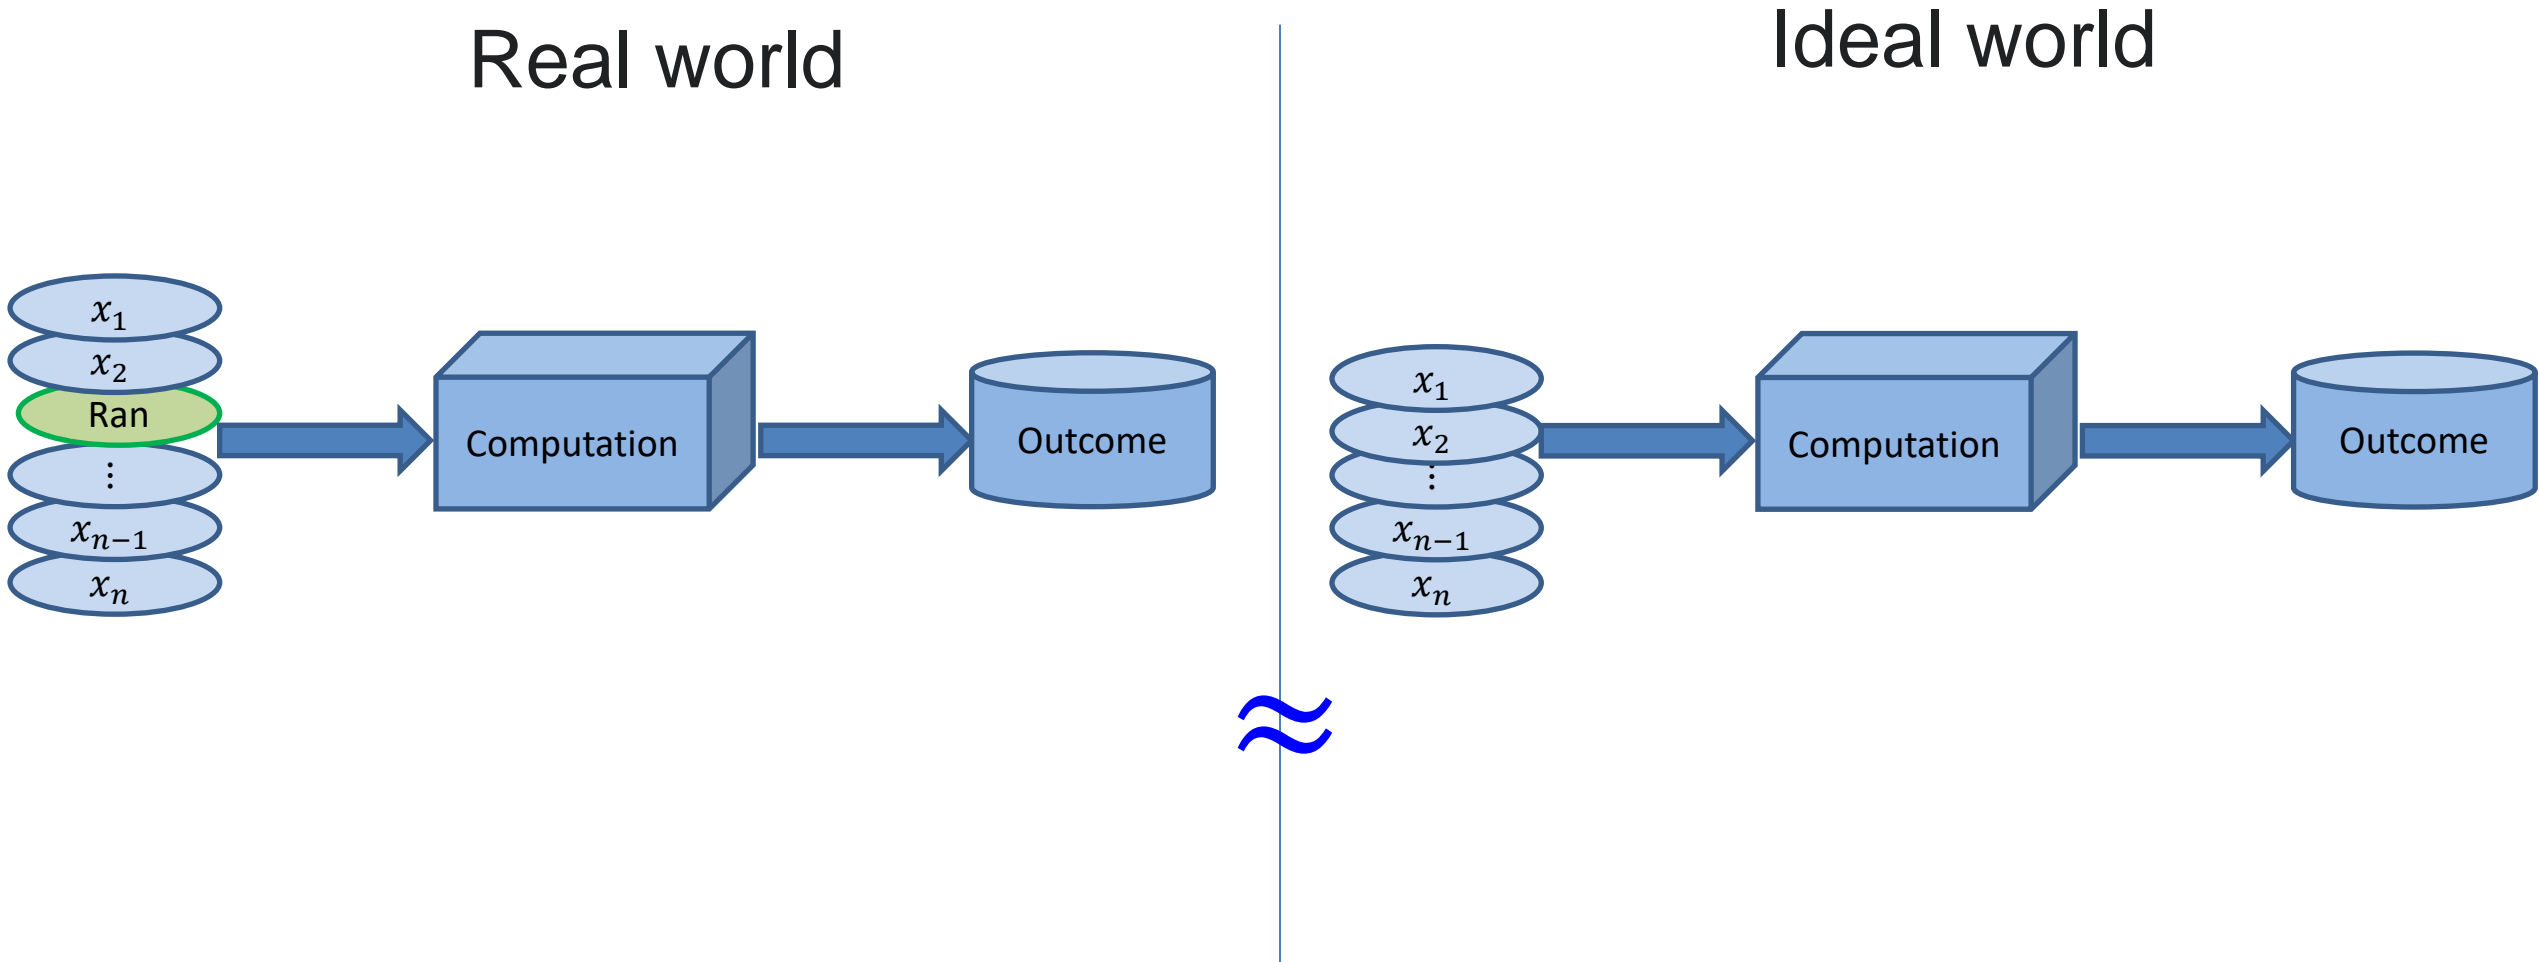 Real world
Ideal world
x₁
x₂
Ran
⋮
xₙ₋₁
xₙ
Computation
Outcome
≈
x₁
x₂
⋮
xₙ₋₁
xₙ
Computation
Outcome